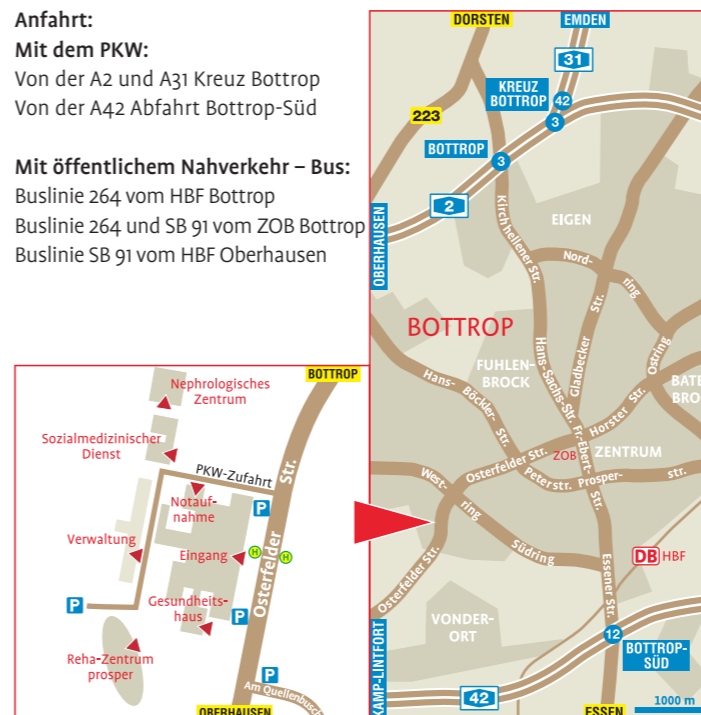 Anfahrt:
Mit dem PKW:
Von der A2 und A31 Kreuz Bottrop
Von der A42 Abfahrt Bottrop-Süd
Mit öffentlichem Nahverkehr – Bus:
Buslinie 264 vom HBF Bottrop
Buslinie 264 und SB 91 vom ZOB Bottrop
Buslinie SB 91 vom HBF Oberhausen
BOTTROP
Nephrologisches
Zentrum
Sozialmedizinischer
Dienst
PKW-Zufahrt
Notauf-
nahme
P
Verwaltung
Eingang
H
H
Osterfelder Str.
Gesundheits-
haus
P
P
Reha-Zentrum
prosper
P
Am Quellenbusch
OBERHAUSEN
DORSTEN
EMDEN
31
KREUZ
BOTTROP
42
3
223
BOTTROP
3
2
OBERHAUSEN
Kirchhellener Str.
EIGEN
Nord-
ring
BOTTROP
FUHLEN-
BROCK
Hans-Sachs-Str.
Gladbecker Str.
Ostring
BATE
BRO
Hans-
Böckler-
Str.
Horster Str.
Fr.-Ebert-
Str.
ZOB
ZENTRUM
Osterfelder Str.
Peterstr.
Prosper-
str.
West-
ring
Südring
Osterfelder Str.
Essener Str.
DB HBF
VONDER-
ORT
12
BOTTROP-
SÜD
KAMP-LINTFORT
42
ESSEN
1000 m